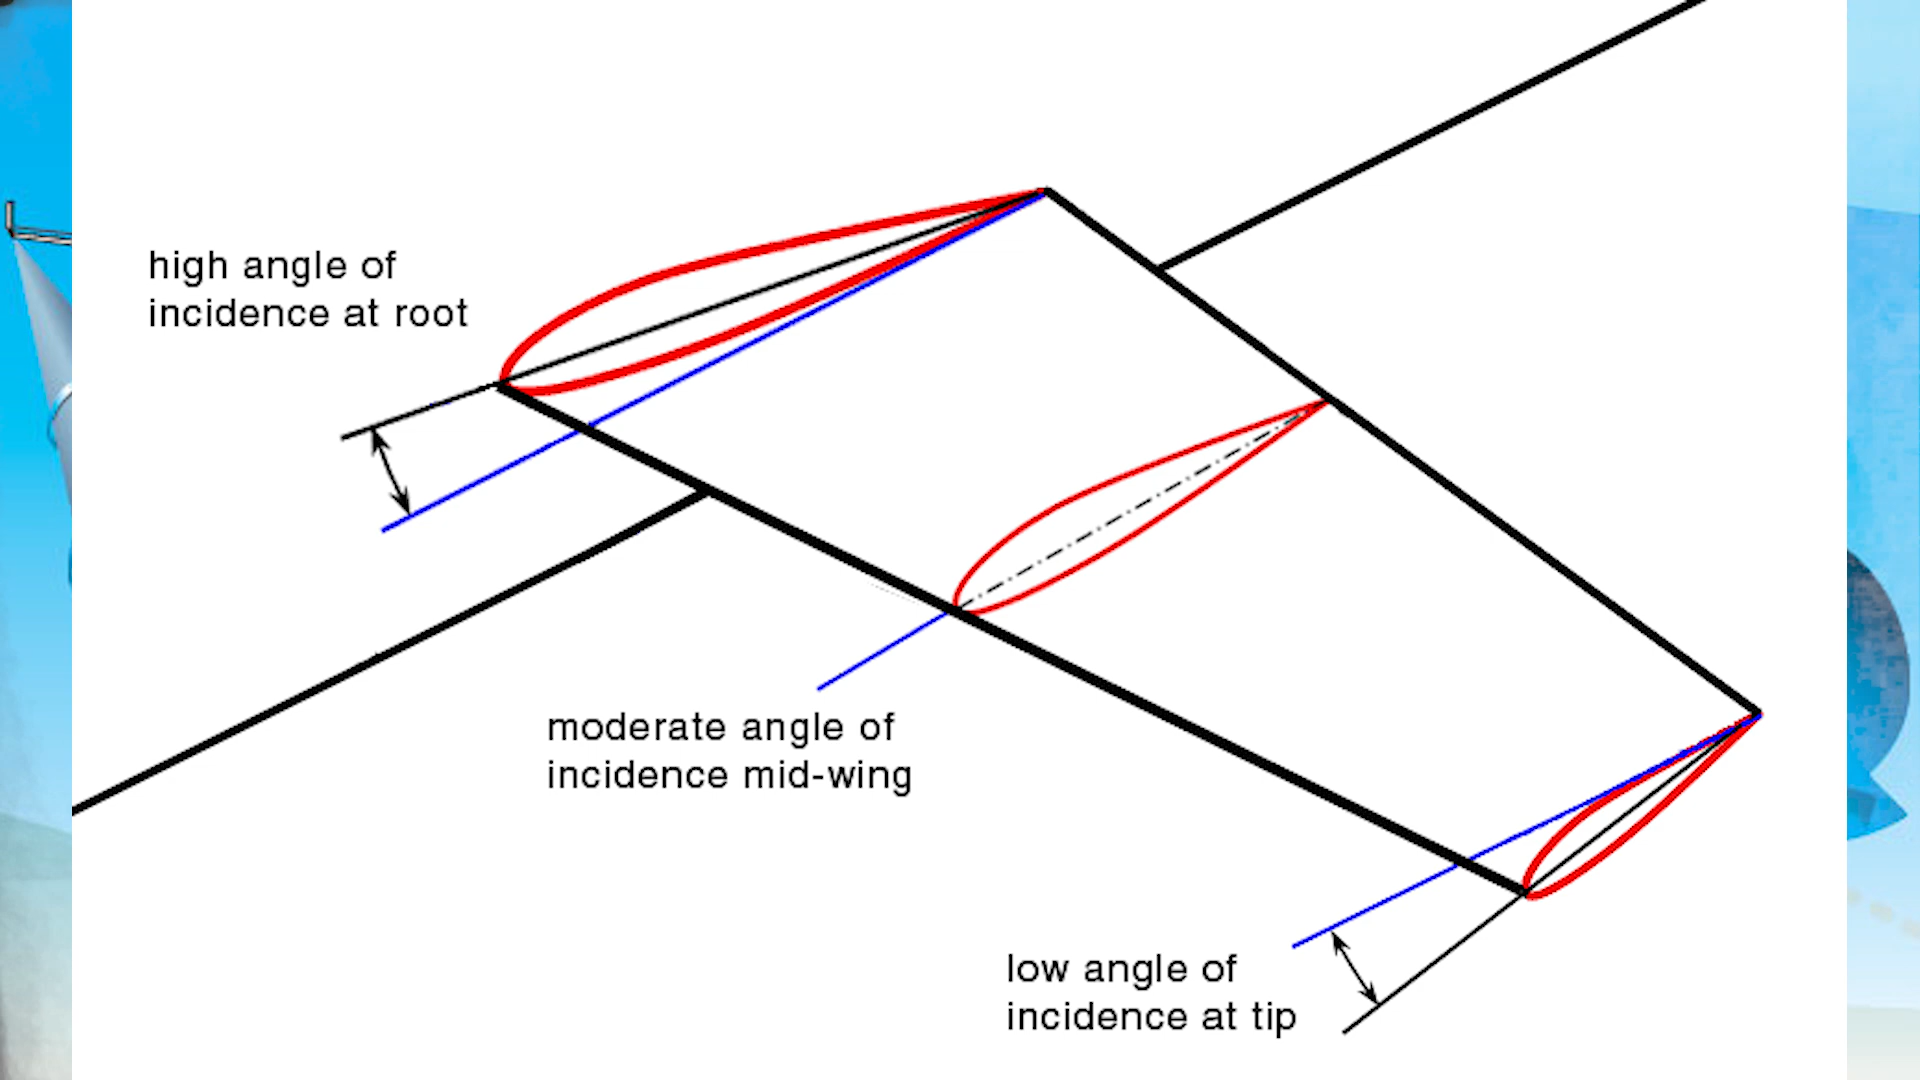 high angle of
incidence at root
moderate angle of
incidence mid-wing
low angle of
incidence at tip